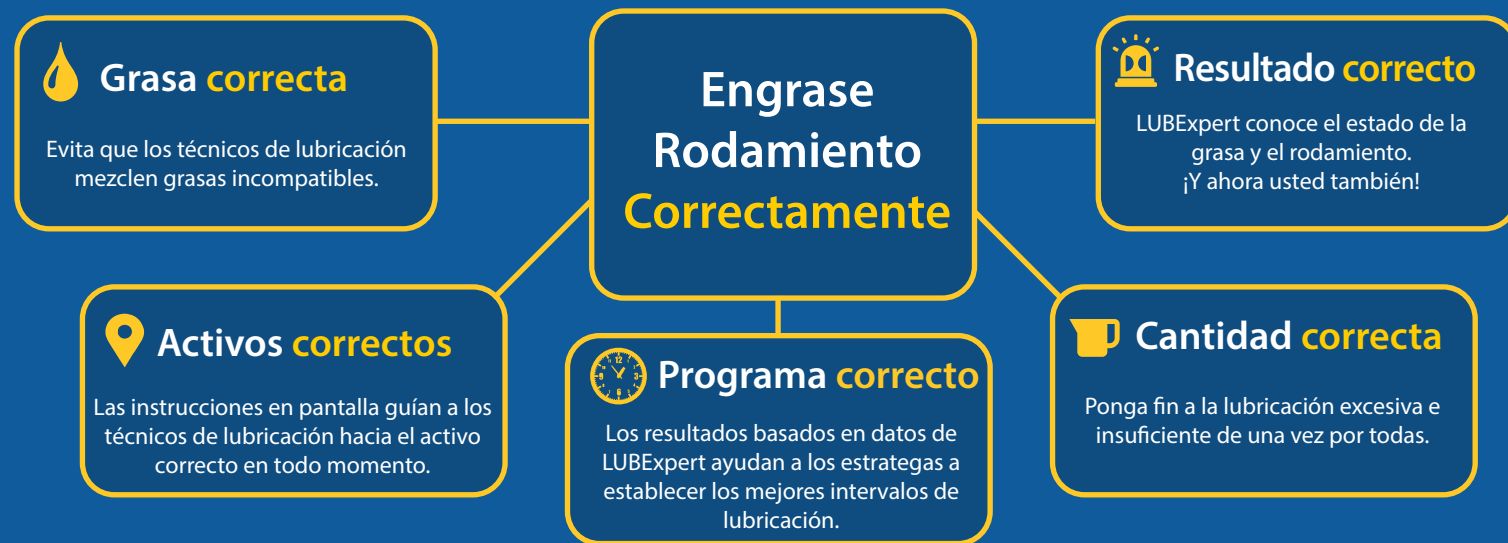 Grasa correcta
Evita que los técnicos de lubricación
mezclen grasas incompatibles.
Engrase
Rodamiento
Correctamente
Resultado correcto
LUBExpert conoce el estado de la
grasa y el rodamiento.
¡Y ahora usted también!
Activos correctos
Las instrucciones en pantalla guían a los
técnicos de lubricación hacia el activo
correcto en todo momento.
Programa correcto
Los resultados basados en datos de
LUBExpert ayudan a los estrategas a
establecer los mejores intervalos de
lubricación.
Cantidad correcta
Ponga fin a la lubricación excesiva e
insuficiente de una vez por todas.